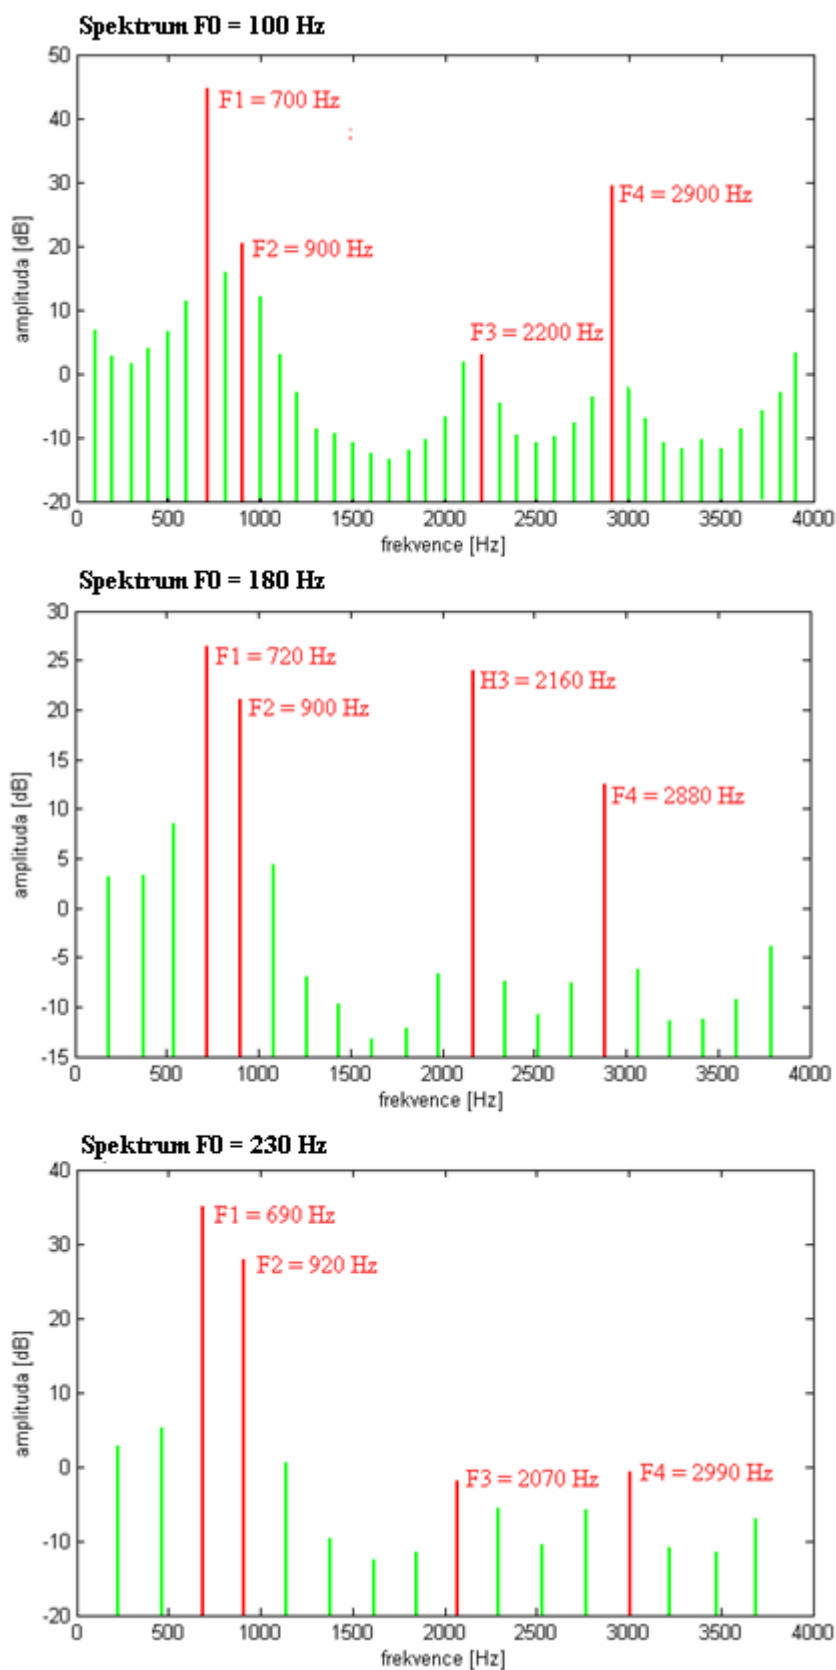 Spektrum F0 = 100 Hz
50
F1 = 700 Hz
40
30
F4 = 2900 Hz
20
F2 = 900 Hz
10
F3 = 2200 Hz
0
-10
-20
amplituda [dB]
0 500 1000 1500 2000 2500 3000 3500 4000
frekvence [Hz]
Spektrum F0 = 180 Hz
30
F1 = 720 Hz
25
H3 = 2160 Hz
F2 = 900 Hz
20
15
F4 = 2880 Hz
10
5
0
-5
-10
-15
amplituda [dB]
0 500 1000 1500 2000 2500 3000 3500 4000
frekvence [Hz]
Spektrum F0 = 230 Hz
40
F1 = 690 Hz
30
F2 = 920 Hz
20
10
0
F3 = 2070 Hz
F4 = 2990 Hz
-10
-20
amplituda [dB]
0 500 1000 1500 2000 2500 3000 3500 4000
frekvence [Hz]